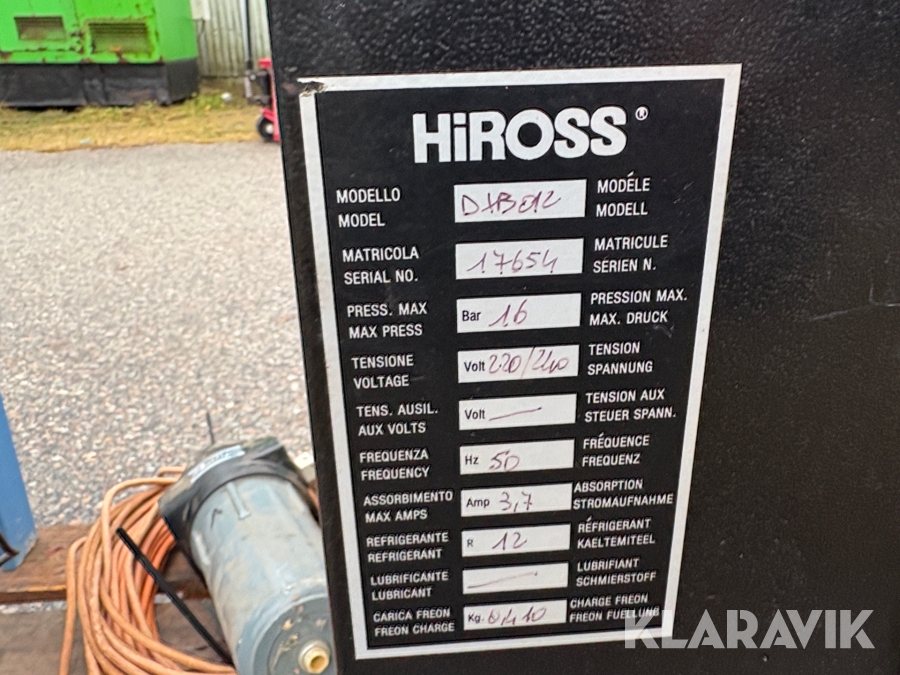 HiROSS®
MODELLO MODÉLE
MODEL MODELL
MATRICOLA 17654 MATRICULE
SERIAL NO. SERIEN N.
PRESS. MAX Bar 16 PRESSION MAX.
MAX PRESS MAX. DRUCK
TENSIONE Volt 220/240 TENSION
VOLTAGE SPANNUNG
TENS. AUSIL. Volt — TENSION AUX
AUX VOLTS STEUER SPANN.
FREQUENZA Hz 50 FRÉQUENCE
FREQUENCY FREQUENZ
ASSORBIMENTO Amp 3,7 ABSORPTION
MAX AMPS STROMAUFNAHME
REFRIGERANTE R 12 RÉFRIGERANT
REFRIGERANT KAELTEMITEEL
LUBRIFICANTE — LUBRIFIANT
LUBRICANT SCHMIERSTOFF
CARICA FREON Kg. CHARGE FREON
FREON CHARGE FREON FUELLUNG
KLARAVIK